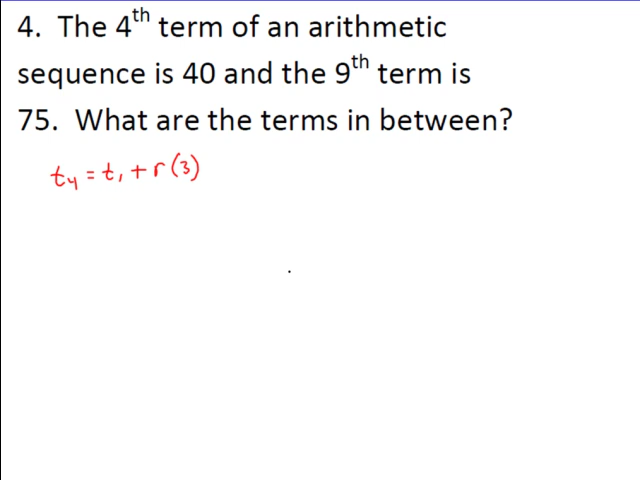 4. The 4th term of an arithmetic
sequence is 40 and the 9th term is
75. What are the terms in between?
t₄ = t₁ + r(3)